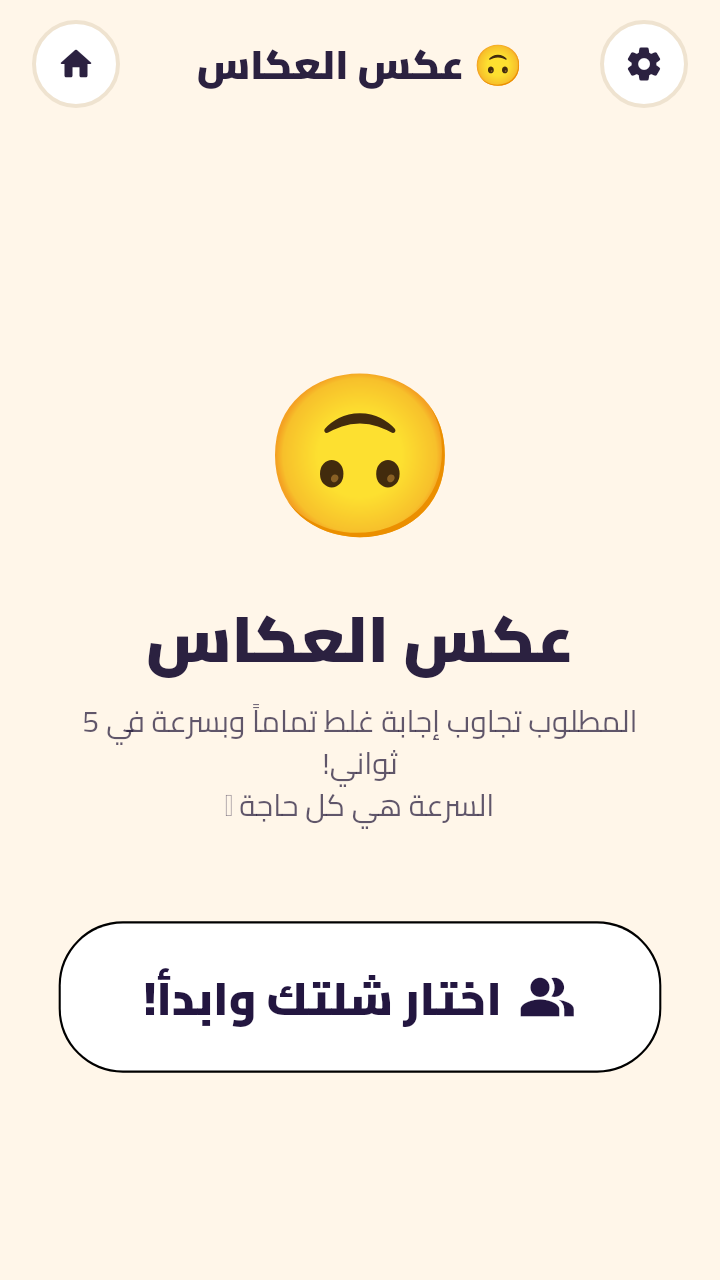 🙃 عكس العكاس
عكس العكاس
المطلوب تجاوب إجابة غلط تماماً وبسرعة في 5
ثواني!
السرعة هي كل حاجة
اختار شلتك وابدأ!